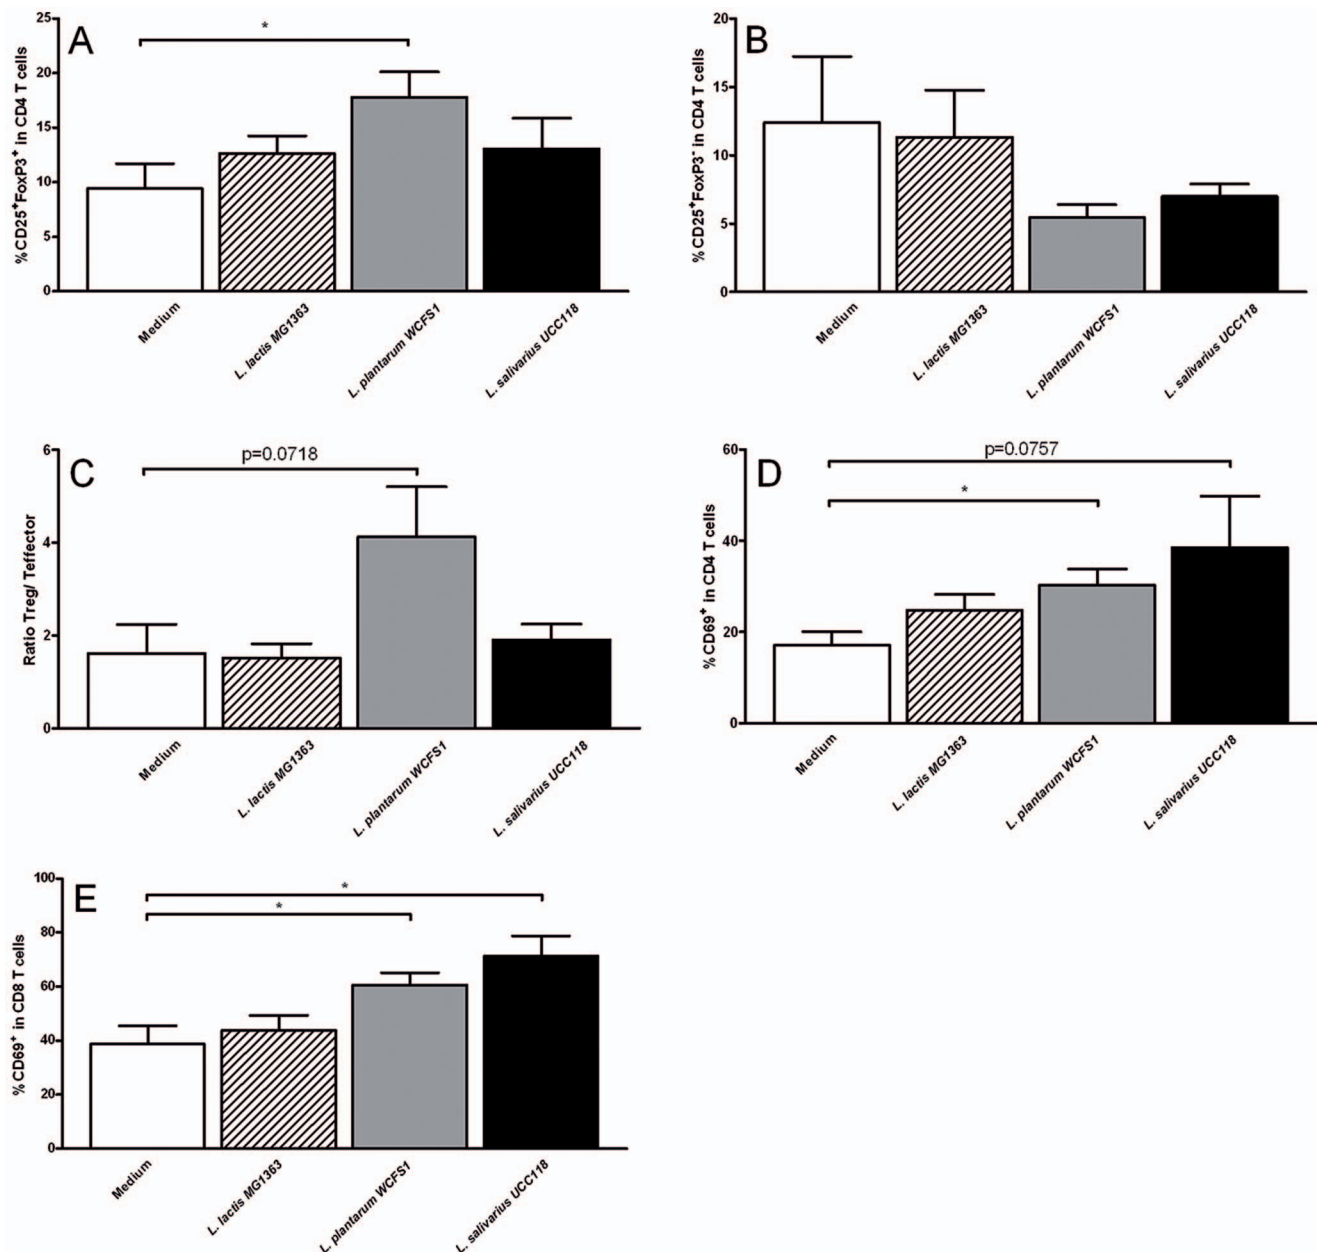 A
%CD25+FoxP3+ in CD4 T cells
25
20
15
10
5
0
*
Medium
L. lactis MG1363
L. plantarum WCFS1
L. salivarius UCC118
B
%CD25+FoxP3- in CD4 T cells
20
15
10
5
0
Medium
L. lactis MG1363
L. plantarum WCFS1
L. salivarius UCC118
C
Ratio Treg/ Teffector
6
4
2
0
p=0.0718
Medium
L. lactis MG1363
L. plantarum WCFS1
L. salivarius UCC118
D
%CD69+ in CD4 T cells
60
40
20
0
p=0.0757
*
Medium
L. lactis MG1363
L. plantarum WCFS1
L. salivarius UCC118
E
%CD69+ in CD8 T cells
100
80
60
40
20
0
*
*
Medium
L. lactis MG1363
L. plantarum WCFS1
L. salivarius UCC118